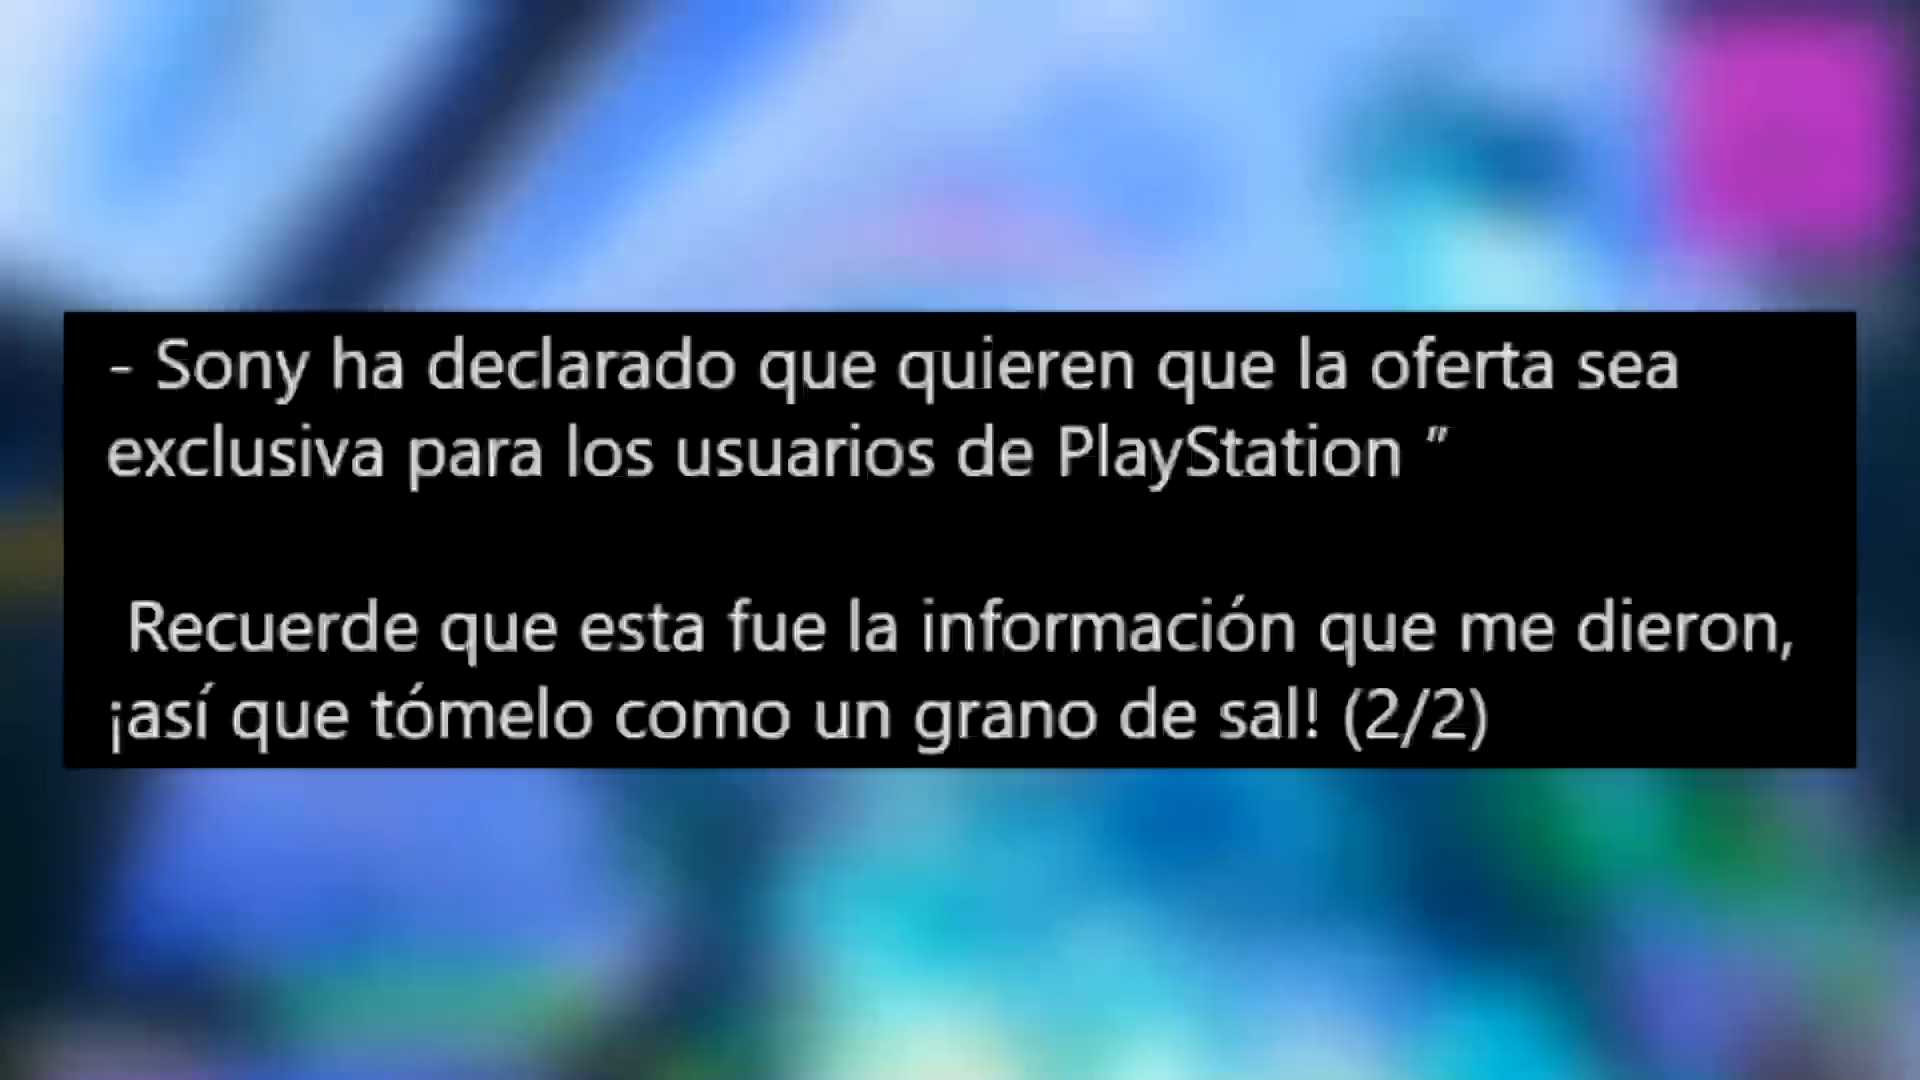 - Sony ha declarado que quieren que la oferta sea
exclusiva para los usuarios de PlayStation "
Recuerde que esta fue la información que me dieron,
¡así que tómelo como un grano de sal! (2/2)